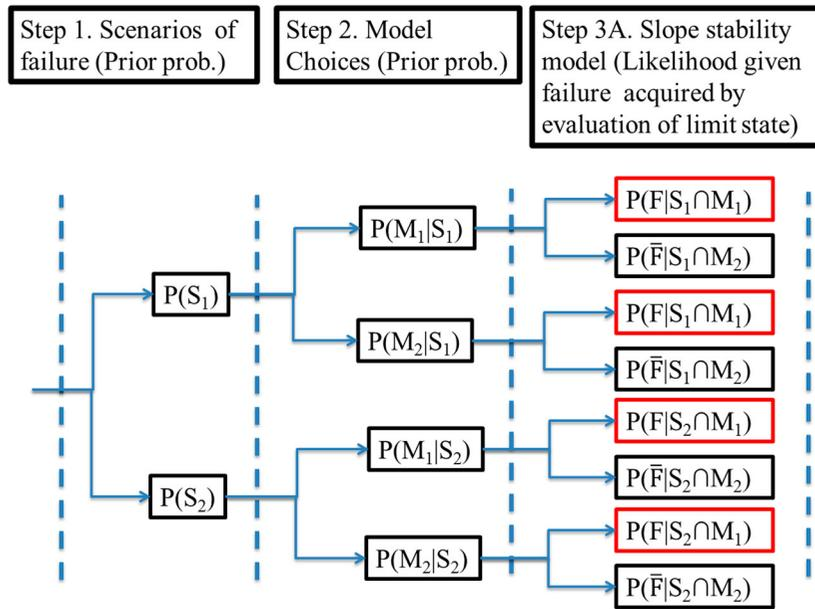 Step 1. Scenarios of
failure (Prior prob.)
Step 2. Model
Choices (Prior prob.)
Step 3A. Slope stability
model (Likelihood given
failure acquired by
evaluation of limit state)
P(S₁)
P(S₂)
P(M₁|S₁)
P(M₂|S₁)
P(M₁|S₂)
P(M₂|S₂)
P(F|S₁∩M₁)
P(F̄|S₁∩M₂)
P(F|S₁∩M₁)
P(F̄|S₁∩M₂)
P(F|S₂∩M₁)
P(F̄|S₂∩M₂)
P(F|S₂∩M₁)
P(F̄|S₂∩M₂)